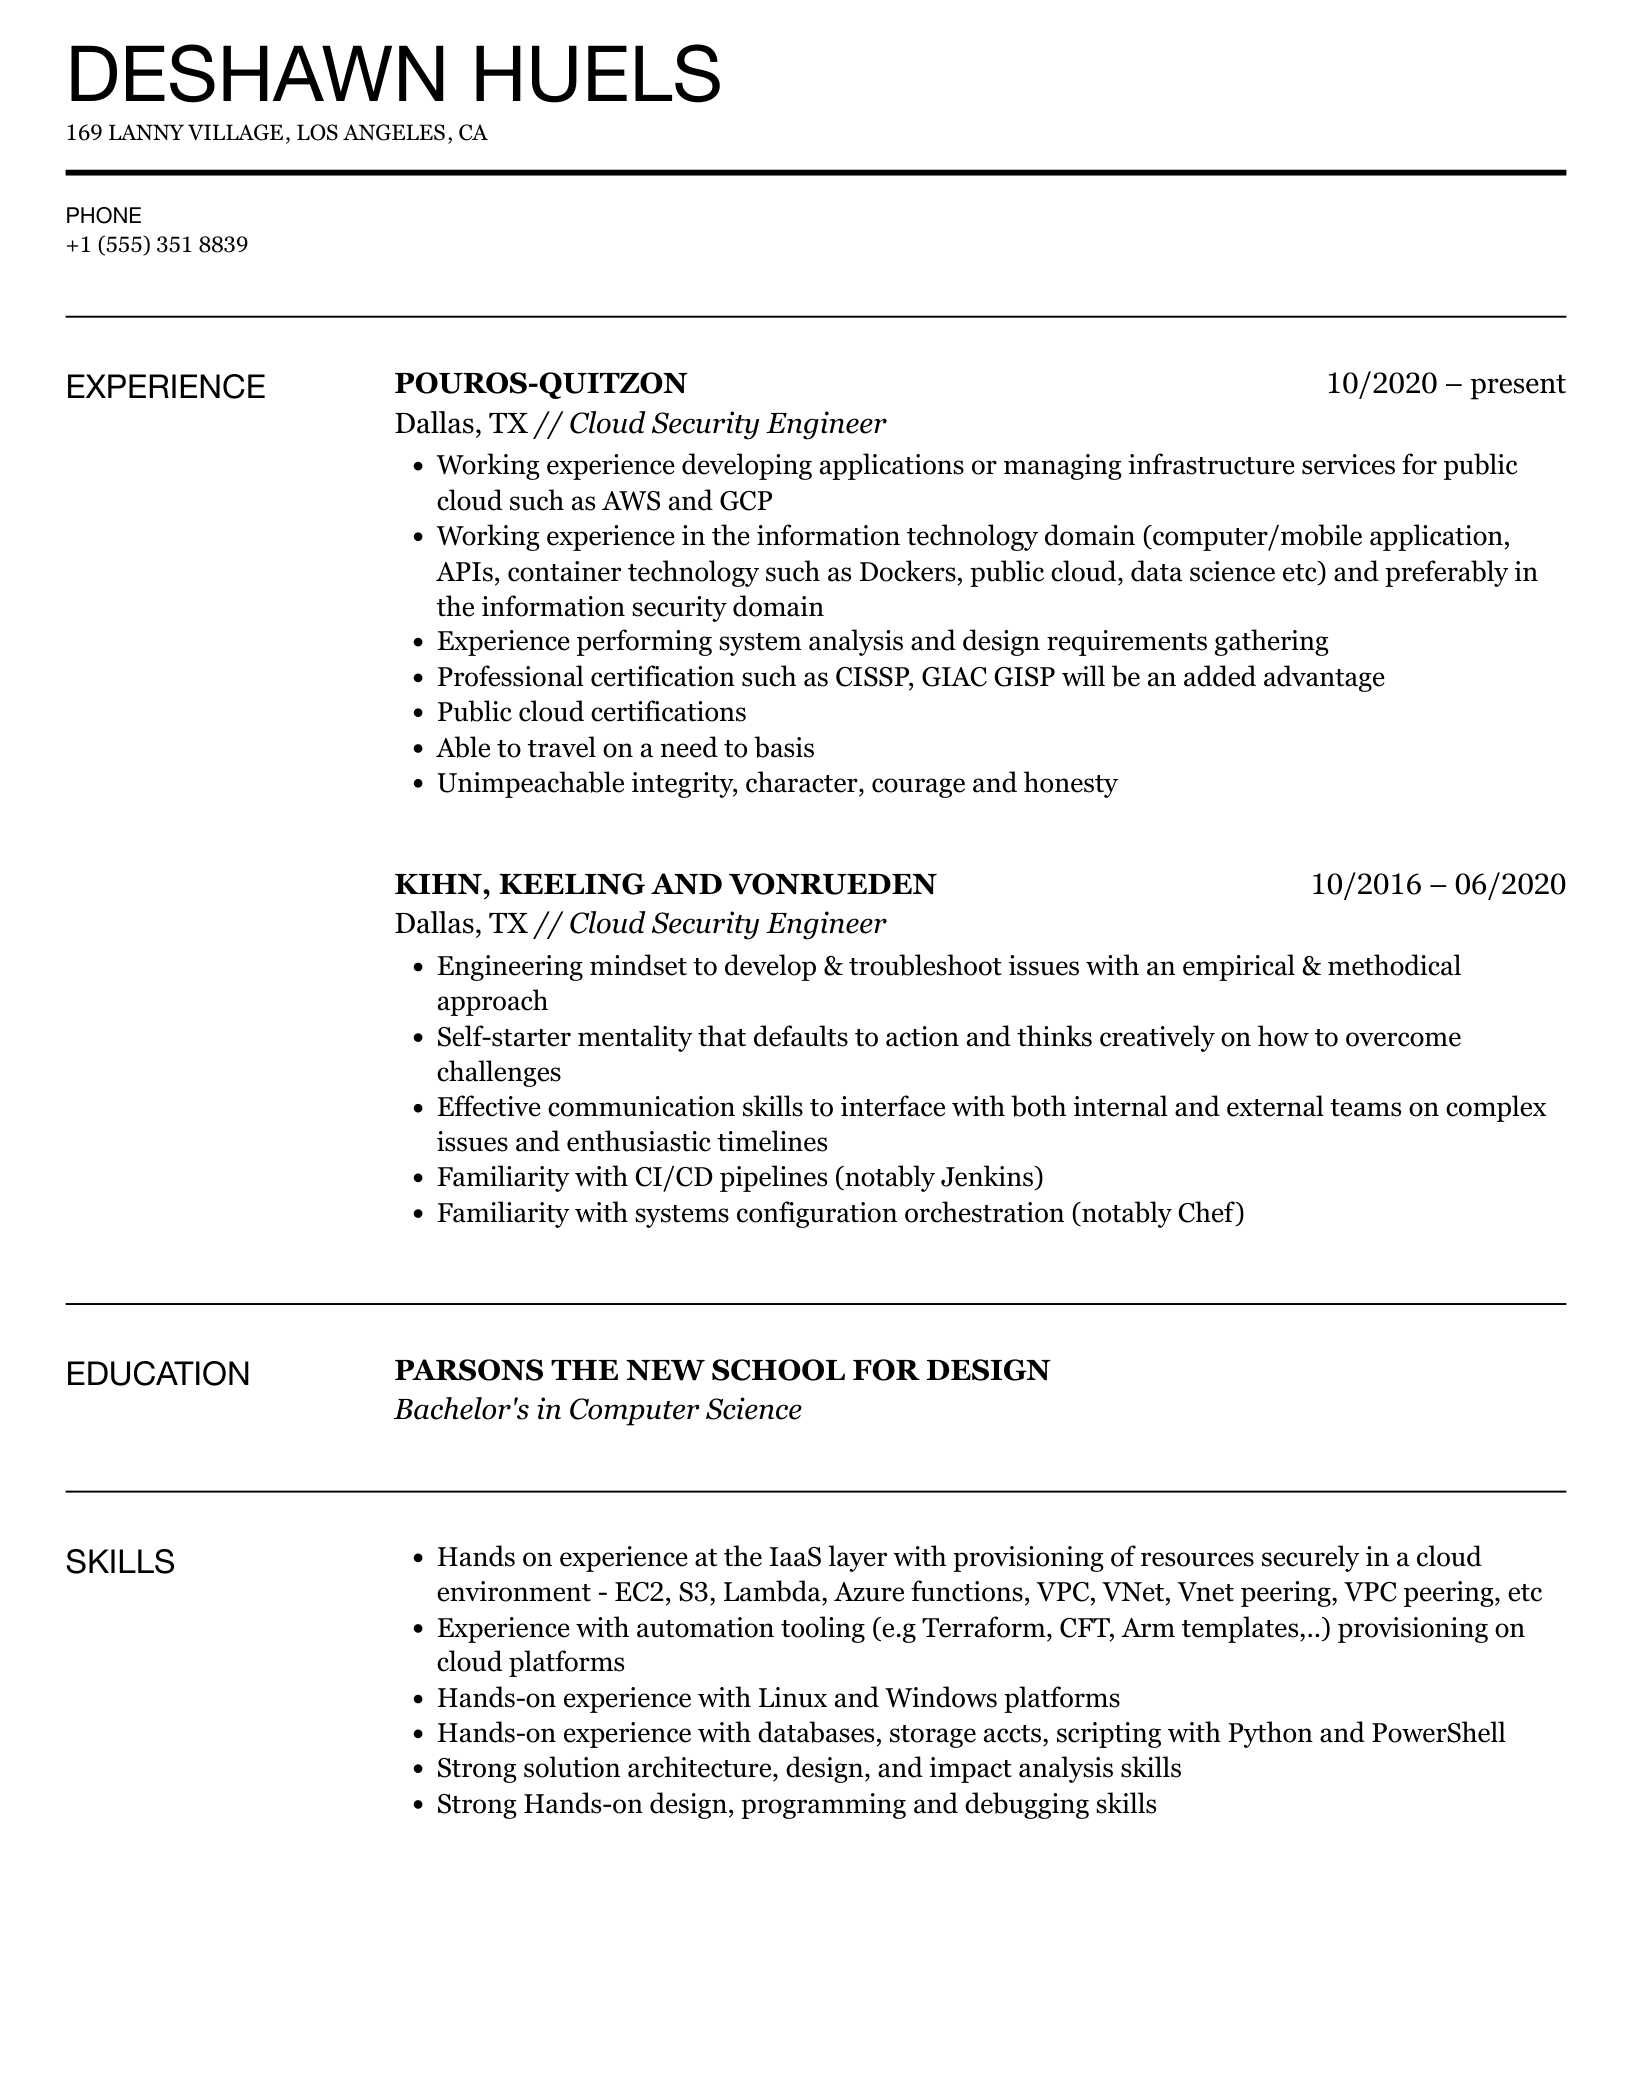 DESHAWN HUELS
169 LANNY VILLAGE, LOS ANGELES, CA
PHONE
+1 (555) 351 8839
EXPERIENCE
POUROS-QUITZON
10/2020 – present
Dallas, TX // Cloud Security Engineer
• Working experience developing applications or managing infrastructure services for public
cloud such as AWS and GCP
• Working experience in the information technology domain (computer/mobile application,
APIs, container technology such as Dockers, public cloud, data science etc) and preferably in
the information security domain
• Experience performing system analysis and design requirements gathering
• Professional certification such as CISSP, GIAC GISP will be an added advantage
• Public cloud certifications
• Able to travel on a need to basis
• Unimpeachable integrity, character, courage and honesty
KIHN, KEELING AND VONRUEDEN
10/2016 – 06/2020
Dallas, TX // Cloud Security Engineer
• Engineering mindset to develop & troubleshoot issues with an empirical & methodical
approach
• Self-starter mentality that defaults to action and thinks creatively on how to overcome
challenges
• Effective communication skills to interface with both internal and external teams on complex
issues and enthusiastic timelines
• Familiarity with CI/CD pipelines (notably Jenkins)
• Familiarity with systems configuration orchestration (notably Chef)
EDUCATION
PARSONS THE NEW SCHOOL FOR DESIGN
Bachelor's in Computer Science
SKILLS
• Hands on experience at the IaaS layer with provisioning of resources securely in a cloud
environment - EC2, S3, Lambda, Azure functions, VPC, VNet, Vnet peering, VPC peering, etc
• Experience with automation tooling (e.g Terraform, CFT, Arm templates,..) provisioning on
cloud platforms
• Hands-on experience with Linux and Windows platforms
• Hands-on experience with databases, storage accts, scripting with Python and PowerShell
• Strong solution architecture, design, and impact analysis skills
• Strong Hands-on design, programming and debugging skills